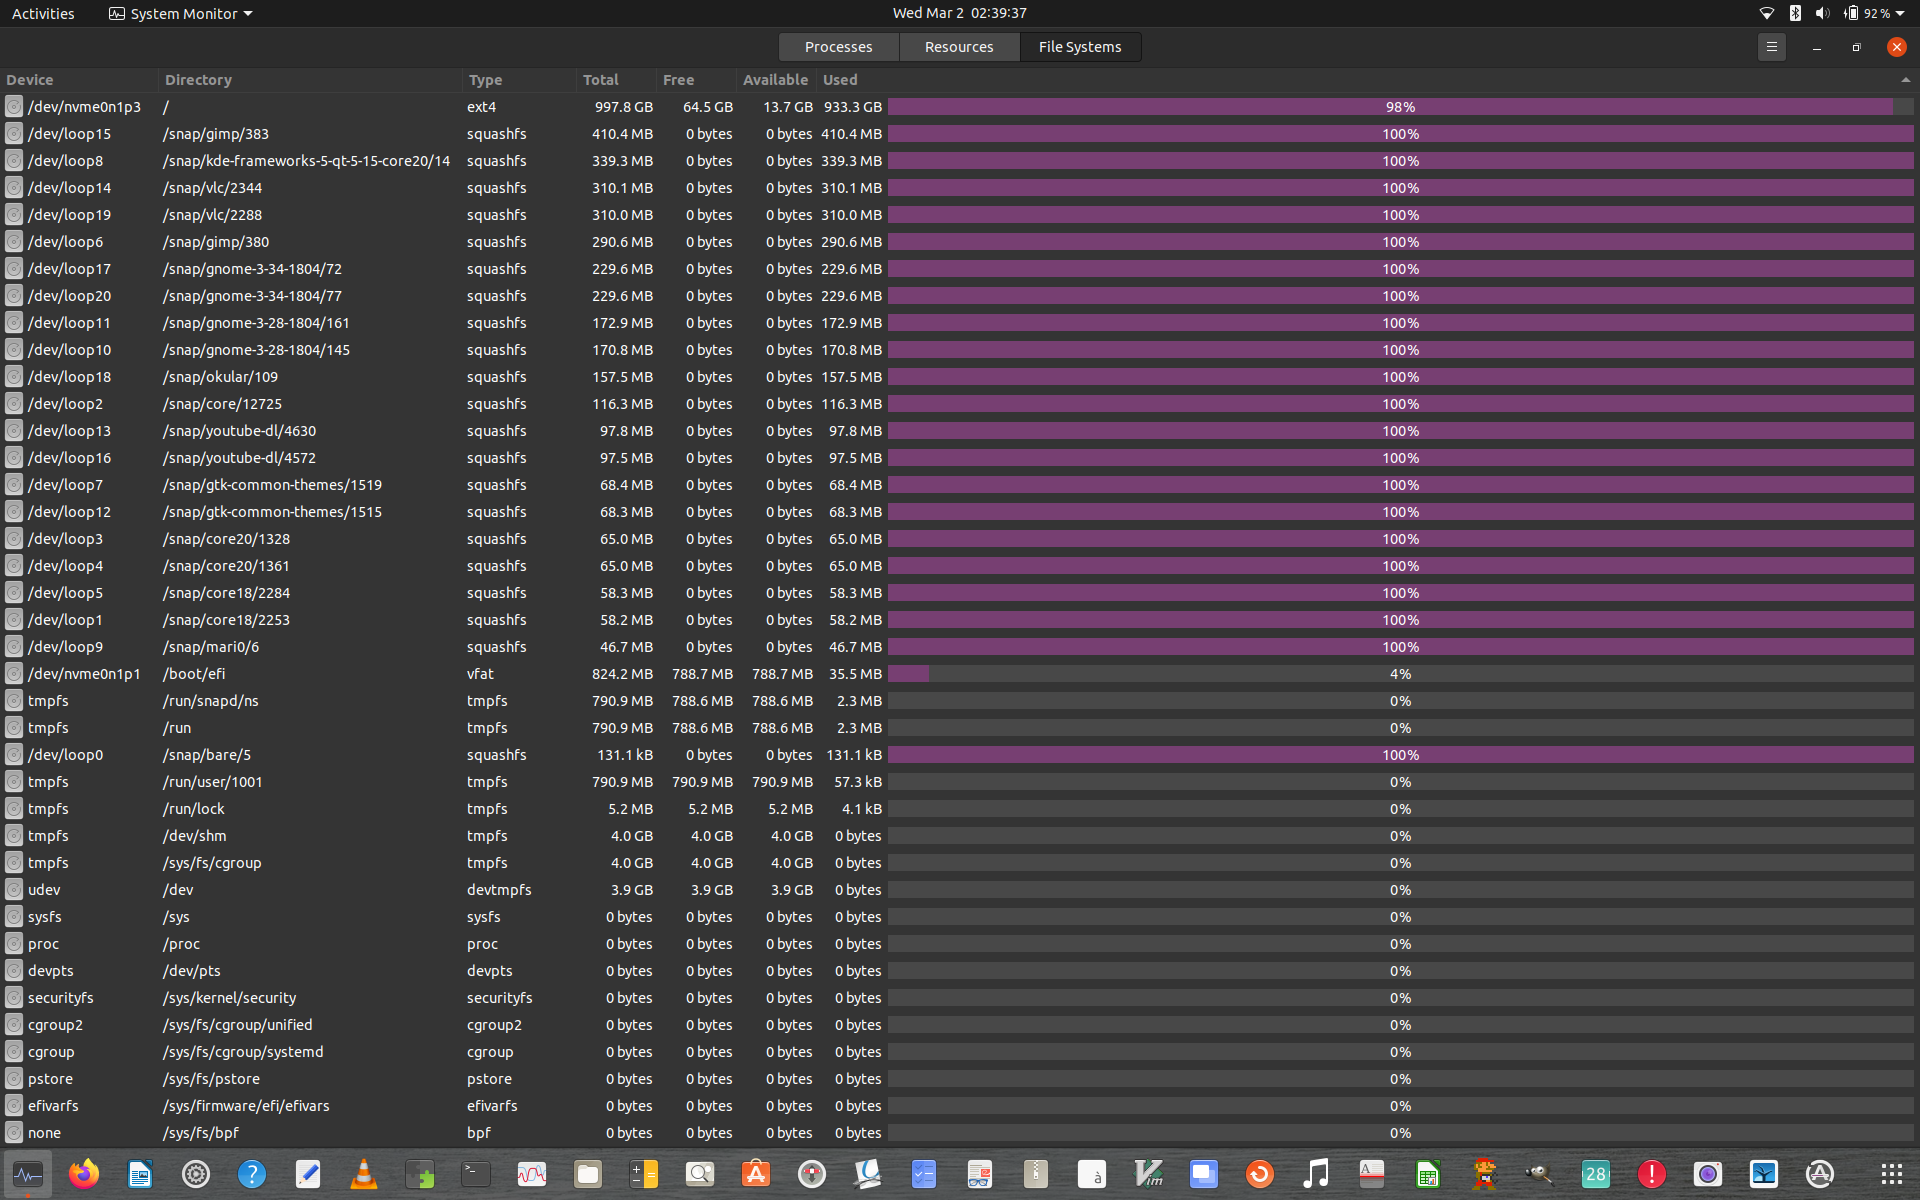 Activities System Monitor Wed Mar 2 02:39:37 92 %
Processes Resources File Systems
Device Directory Type Total Free Available Used
/dev/nvme0n1p3 / ext4 997.8 GB 64.5 GB 13.7 GB 933.3 GB 98%
/dev/loop15 /snap/gimp/383 squashfs 410.4 MB 0 bytes 0 bytes 410.4 MB 100%
/dev/loop8 /snap/kde-frameworks-5-qt-5-15-core20/14 squashfs 339.3 MB 0 bytes 0 bytes 339.3 MB 100%
/dev/loop14 /snap/vlc/2344 squashfs 310.1 MB 0 bytes 0 bytes 310.1 MB 100%
/dev/loop19 /snap/vlc/2288 squashfs 310.0 MB 0 bytes 0 bytes 310.0 MB 100%
/dev/loop6 /snap/gimp/380 squashfs 290.6 MB 0 bytes 0 bytes 290.6 MB 100%
/dev/loop17 /snap/gnome-3-34-1804/72 squashfs 229.6 MB 0 bytes 0 bytes 229.6 MB 100%
/dev/loop20 /snap/gnome-3-34-1804/77 squashfs 229.6 MB 0 bytes 0 bytes 229.6 MB 100%
/dev/loop11 /snap/gnome-3-28-1804/161 squashfs 172.9 MB 0 bytes 0 bytes 172.9 MB 100%
/dev/loop10 /snap/gnome-3-28-1804/145 squashfs 170.8 MB 0 bytes 0 bytes 170.8 MB 100%
/dev/loop18 /snap/okular/109 squashfs 157.5 MB 0 bytes 0 bytes 157.5 MB 100%
/dev/loop2 /snap/core/12725 squashfs 116.3 MB 0 bytes 0 bytes 116.3 MB 100%
/dev/loop13 /snap/youtube-dl/4630 squashfs 97.8 MB 0 bytes 0 bytes 97.8 MB 100%
/dev/loop16 /snap/youtube-dl/4572 squashfs 97.5 MB 0 bytes 0 bytes 97.5 MB 100%
/dev/loop7 /snap/gtk-common-themes/1519 squashfs 68.4 MB 0 bytes 0 bytes 68.4 MB 100%
/dev/loop12 /snap/gtk-common-themes/1515 squashfs 68.3 MB 0 bytes 0 bytes 68.3 MB 100%
/dev/loop3 /snap/core20/1328 squashfs 65.0 MB 0 bytes 0 bytes 65.0 MB 100%
/dev/loop4 /snap/core20/1361 squashfs 65.0 MB 0 bytes 0 bytes 65.0 MB 100%
/dev/loop5 /snap/core18/2284 squashfs 58.3 MB 0 bytes 0 bytes 58.3 MB 100%
/dev/loop1 /snap/core18/2253 squashfs 58.2 MB 0 bytes 0 bytes 58.2 MB 100%
/dev/loop9 /snap/mari0/6 squashfs 46.7 MB 0 bytes 0 bytes 46.7 MB 100%
/dev/nvme0n1p1 /boot/efi vfat 824.2 MB 788.7 MB 788.7 MB 35.5 MB 4%
tmpfs /run/snapd/ns tmpfs 790.9 MB 788.6 MB 788.6 MB 2.3 MB 0%
tmpfs /run tmpfs 790.9 MB 788.6 MB 788.6 MB 2.3 MB 0%
/dev/loop0 /snap/bare/5 squashfs 131.1 kB 0 bytes 0 bytes 131.1 kB 100%
tmpfs /run/user/1001 tmpfs 790.9 MB 790.9 MB 790.9 MB 57.3 kB 0%
tmpfs /run/lock tmpfs 5.2 MB 5.2 MB 5.2 MB 4.1 kB 0%
tmpfs /dev/shm tmpfs 4.0 GB 4.0 GB 4.0 GB 0 bytes 0%
tmpfs /sys/fs/cgroup tmpfs 4.0 GB 4.0 GB 4.0 GB 0 bytes 0%
udev /dev devtmpfs 3.9 GB 3.9 GB 3.9 GB 0 bytes 0%
sysfs /sys sysfs 0 bytes 0 bytes 0 bytes 0 bytes 0%
proc /proc proc 0 bytes 0 bytes 0 bytes 0 bytes 0%
devpts /dev/pts devpts 0 bytes 0 bytes 0 bytes 0 bytes 0%
securityfs /sys/kernel/security securityfs 0 bytes 0 bytes 0 bytes 0 bytes 0%
cgroup2 /sys/fs/cgroup/unified cgroup2 0 bytes 0 bytes 0 bytes 0 bytes 0%
cgroup /sys/fs/cgroup/systemd cgroup 0 bytes 0 bytes 0 bytes 0 bytes 0%
pstore /sys/fs/pstore pstore 0 bytes 0 bytes 0 bytes 0 bytes 0%
efivarfs /sys/firmware/efi/efivars efivarfs 0 bytes 0 bytes 0 bytes 0 bytes 0%
none /sys/fs/bpf bpf 0 bytes 0 bytes 0 bytes 0 bytes 0%
? >_ à Vim A 28 !